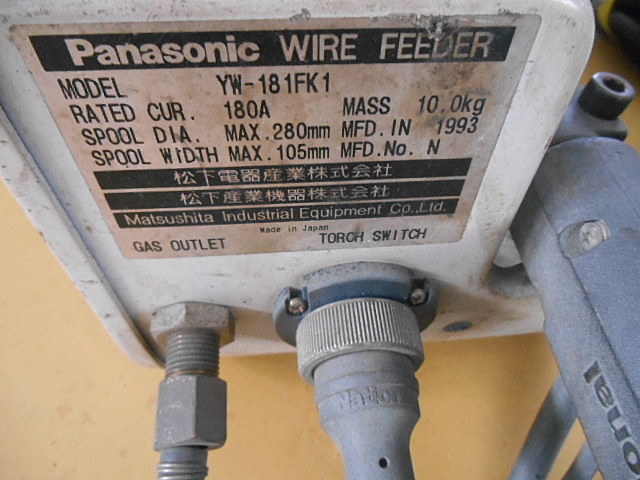 Panasonic WIRE FEEDER
MODEL YW-181FK1
RATED CUR. 180A MASS 10.0kg
SPOOL DIA. MAX.280mm MFD.IN 1993
SPOOL WIDTH MAX.105mm MFD.No. N
松下電器産業株式会社
松下産業機器株式会社
Matsushita Industrial Equipment Co.,Ltd.
Made in Japan
GAS OUTLET TORCH SWITCH
Nation
onal